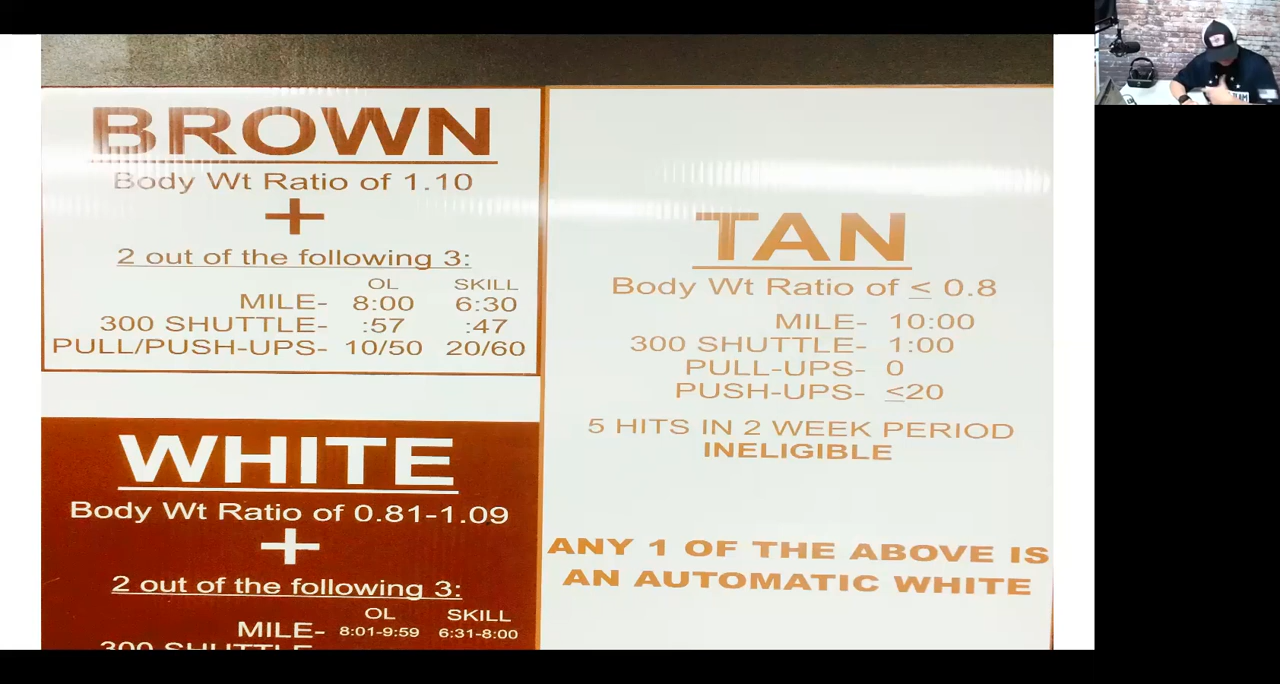 BROWN
Body Wt Ratio of 1.10
+
2 out of the following 3:
OL SKILL
MILE- 8:00 6:30
300 SHUTTLE- :57 :47
PULL/PUSH-UPS- 10/50 20/60
WHITE
Body Wt Ratio of 0.81-1.09
+
2 out of the following 3:
OL SKILL
MILE- 8:01-9:59 6:31-8:00
300 SHUTTLE-
TAN
Body Wt Ratio of ≤ 0.8
MILE- 10:00
300 SHUTTLE- 1:00
PULL-UPS- 0
PUSH-UPS- ≤20
5 HITS IN 2 WEEK PERIOD
INELIGIBLE
ANY 1 OF THE ABOVE IS
AN AUTOMATIC WHITE